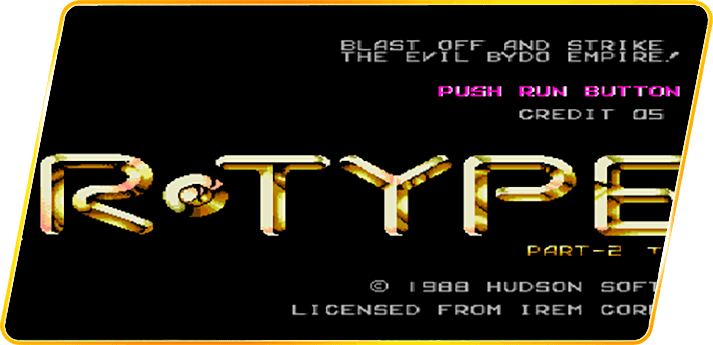 BLAST OFF AND STRIKE
THE EVIL BYDO EMPIRE!
PUSH RUN BUTTON
CREDIT 05
R•TYPE
PART-2 T
© 1988 HUDSON SOFT
LICENSED FROM IREM COR